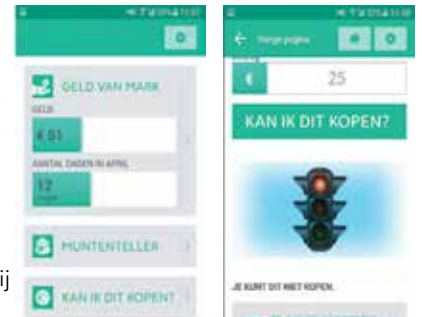 GELD VAN MARK
GELD
€ 51
AANTAL DAGEN IN APRIL
12
MUNTENTELLER
KAN IK DIT KOPEN?
ij
Vorige pagina
€ 25
KAN IK DIT KOPEN?
JE KUNT DIT NIET KOPEN.